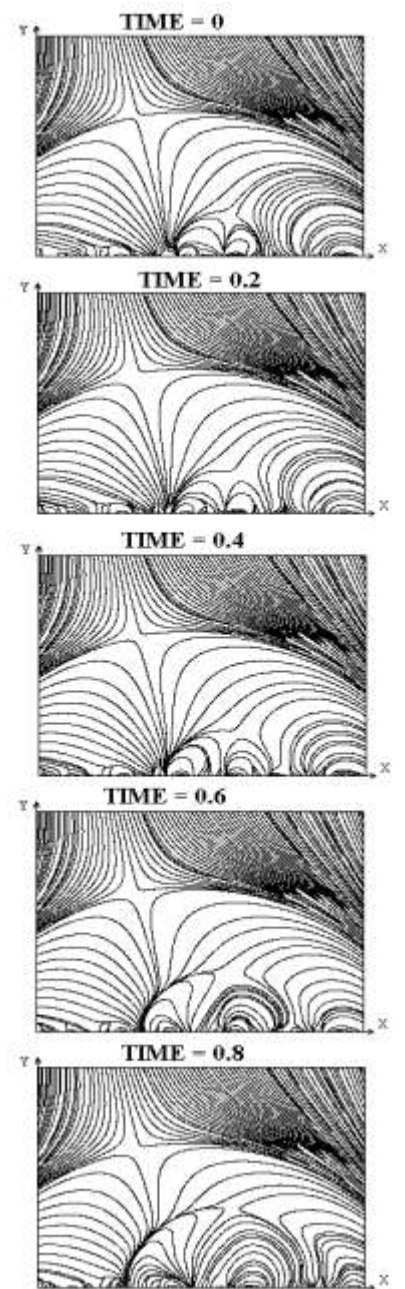 TIME = 0
Y
X
TIME = 0.2
Y
X
TIME = 0.4
Y
X
TIME = 0.6
Y
X
TIME = 0.8
Y
X